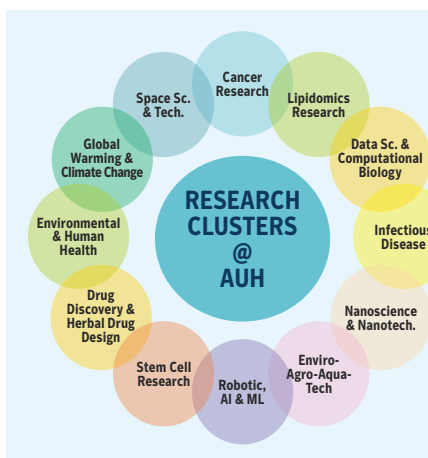 RESEARCH
CLUSTERS
@
AUH
Cancer
Research
Lipidomics
Research
Data Sc. &
Computational
Biology
Infectious
Disease
Nanoscience
& Nanotech.
Enviro-
Agro-Aqua-
Tech
Robotic,
AI & ML
Stem Cell
Research
Drug
Discovery &
Herbal Drug
Design
Environmental
& Human
Health
Global
Warming &
Climate Change
Space Sc.
& Tech.